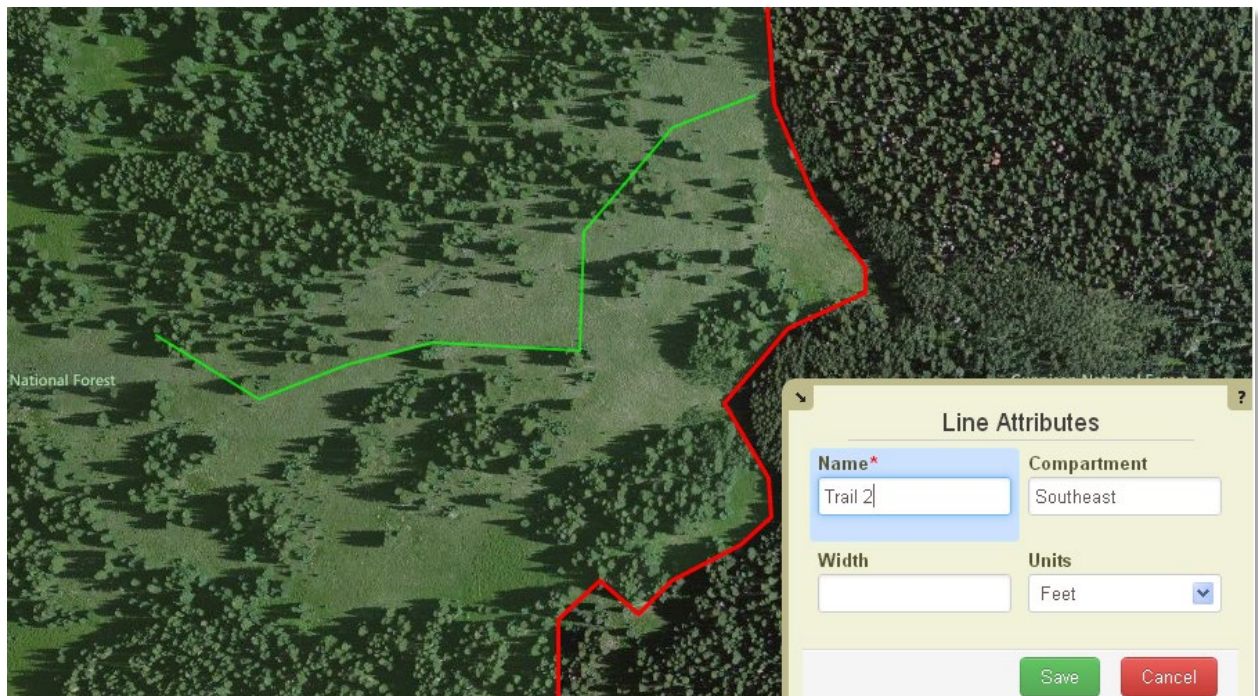 National Forest
?
Line Attributes
Name*
Compartment
Trail 2
Southeast
Width
Units
Feet
Save
Cancel